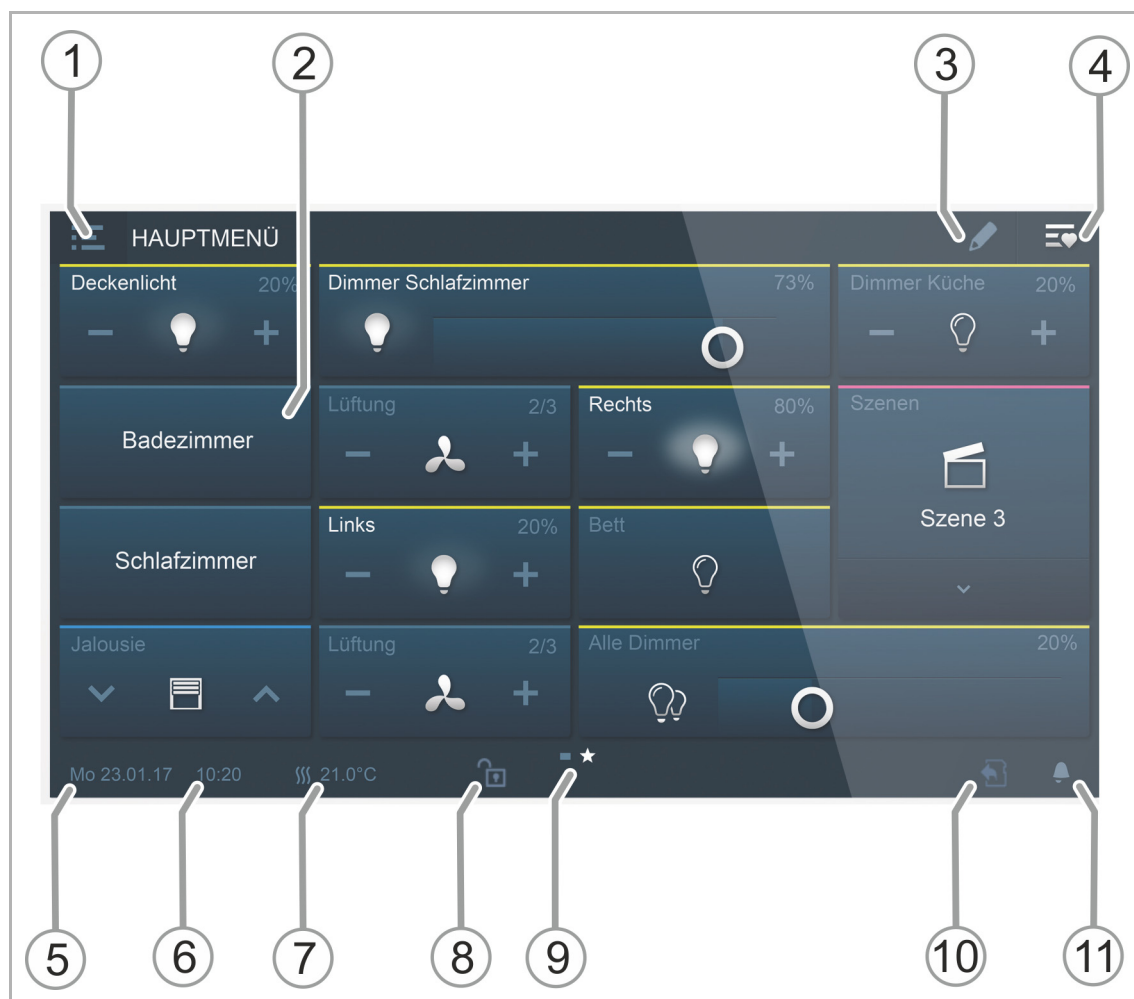 1 2 3 4
HAUPTMENÜ
Deckenlicht 20%
Dimmer Schlafzimmer 73%
Dimmer Küche 20%
Badezimmer
Lüftung 2/3
Rechts 80%
Szenen
Szene 3
Schlafzimmer
Links 20%
Bett
Jalousie
Lüftung 2/3
Alle Dimmer 20%
Mo 23.01.17 10:20 21.0°C
5 6 7 8 9 10 11